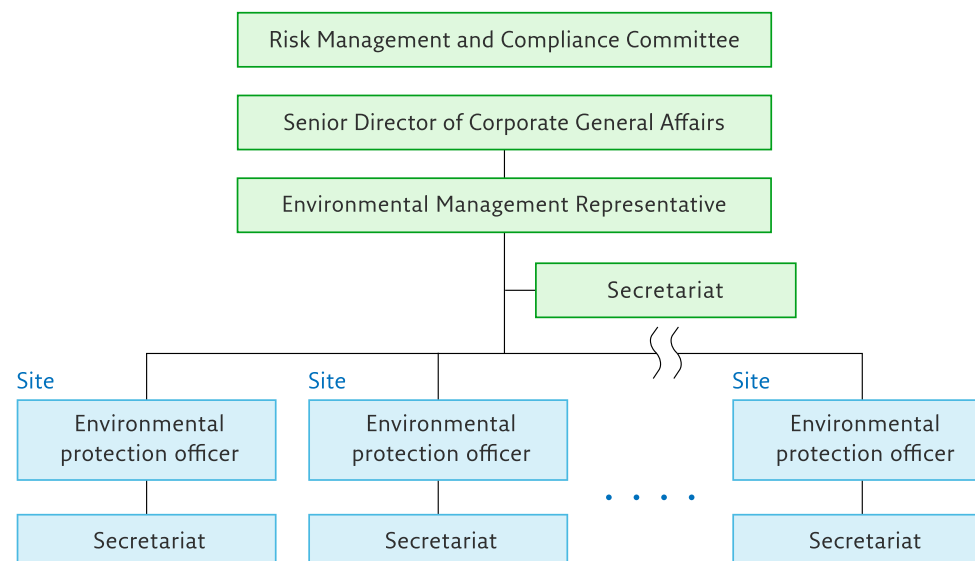 Risk Management and Compliance Committee
Senior Director of Corporate General Affairs
Environmental Management Representative
Secretariat
Site
Environmental
protection officer
Secretariat
Site
Environmental
protection officer
Secretariat
Site
Environmental
protection officer
Secretariat